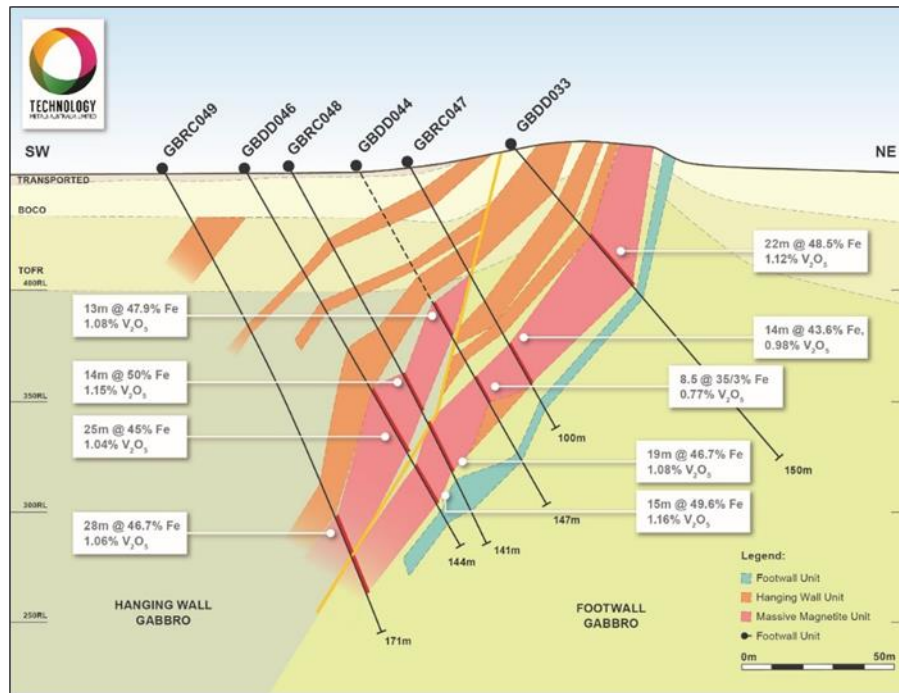 TECHNOLOGY
METALS AUSTRALIA LIMITED
SW
NE
GBRC049
GBDD046
GBRC048
GBDD044
GBRC047
GBDD033
TRANSPORTED
BOCO
TOFR
400RL
350RL
300RL
250RL
22m @ 48.5% Fe
1.12% V₂O₅
13m @ 47.9% Fe
1.08% V₂O₅
14m @ 43.6% Fe,
0.98% V₂O₅
14m @ 50% Fe
1.15% V₂O₅
8.5 @ 35/3% Fe
0.77% V₂O₅
25m @ 45% Fe
1.04% V₂O₅
19m @ 46.7% Fe
1.08% V₂O₅
15m @ 49.6% Fe
1.16% V₂O₅
28m @ 46.7% Fe
1.06% V₂O₅
100m
150m
147m
141m
144m
171m
HANGING WALL
GABBRO
FOOTWALL
GABBRO
Legend:
Footwall Unit
Hanging Wall Unit
Massive Magnetite Unit
Footwall Unit
0m 50m